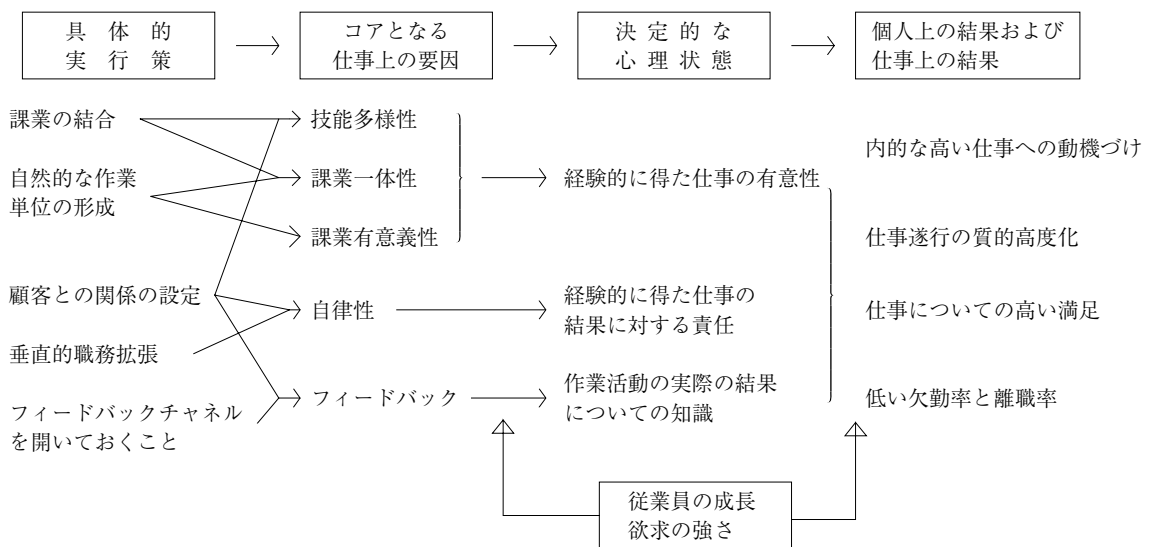 具体的
実行策
コアとなる
仕事上の要因
決定的な
心理状態
個人上の結果および
仕事上の結果
課業の結合
自然的な作業
単位の形成
顧客との関係の設定
垂直的職務拡張
フィードバックチャネル
を開いておくこと
技能多様性
課業一体性
課業有意義性
自律性
フィードバック
経験的に得た仕事の有意性
経験的に得た仕事の
結果に対する責任
作業活動の実際の結果
についての知識
内的な高い仕事への動機づけ
仕事遂行の質的高度化
仕事についての高い満足
低い欠勤率と離職率
従業員の成長
欲求の強さ